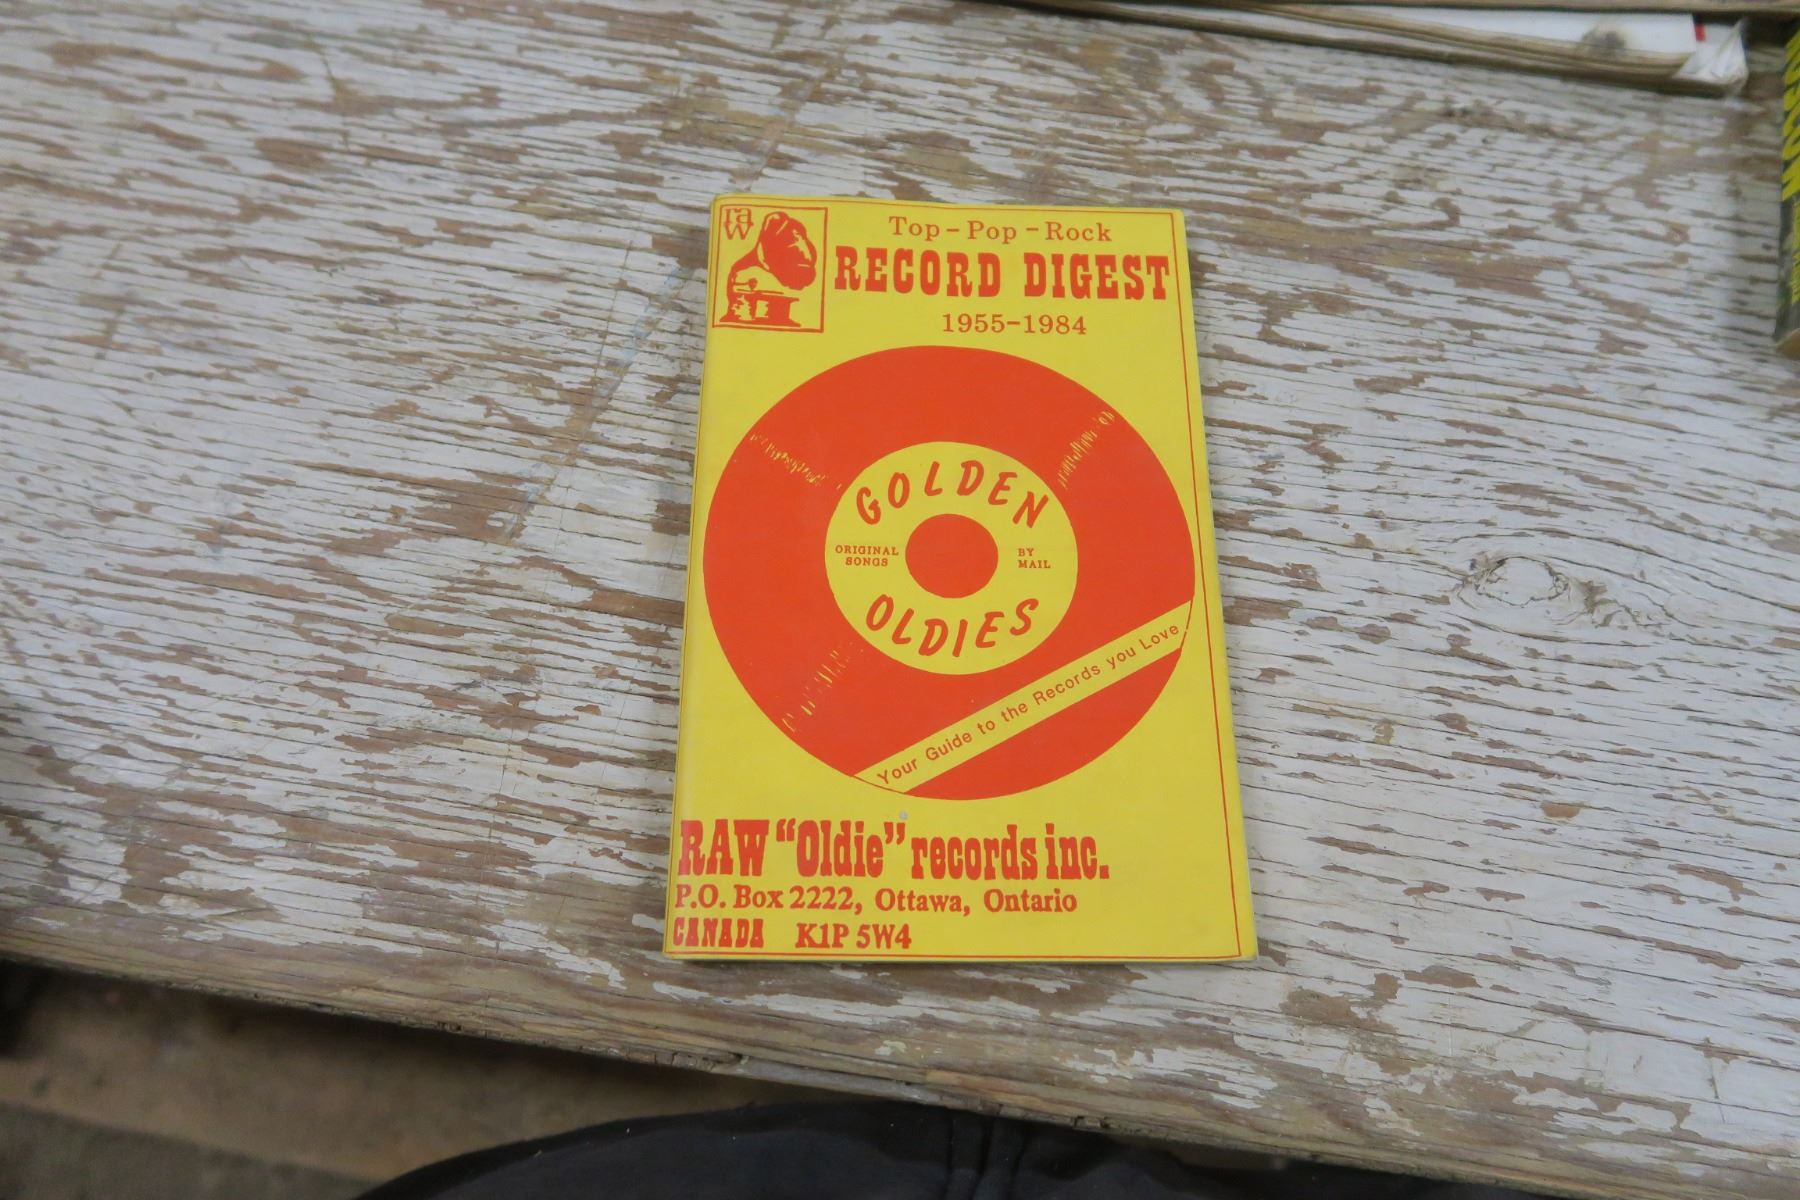 raw
Top-Pop-Rock
RECORD DIGEST
1955-1984
GOLDEN
ORIGINAL
SONGS
BY
MAIL
OLDIES
Your Guide to the Records you Love
RAW "Oldie" records inc.
P.O. Box 2222, Ottawa, Ontario
CANADA K1P 5W4